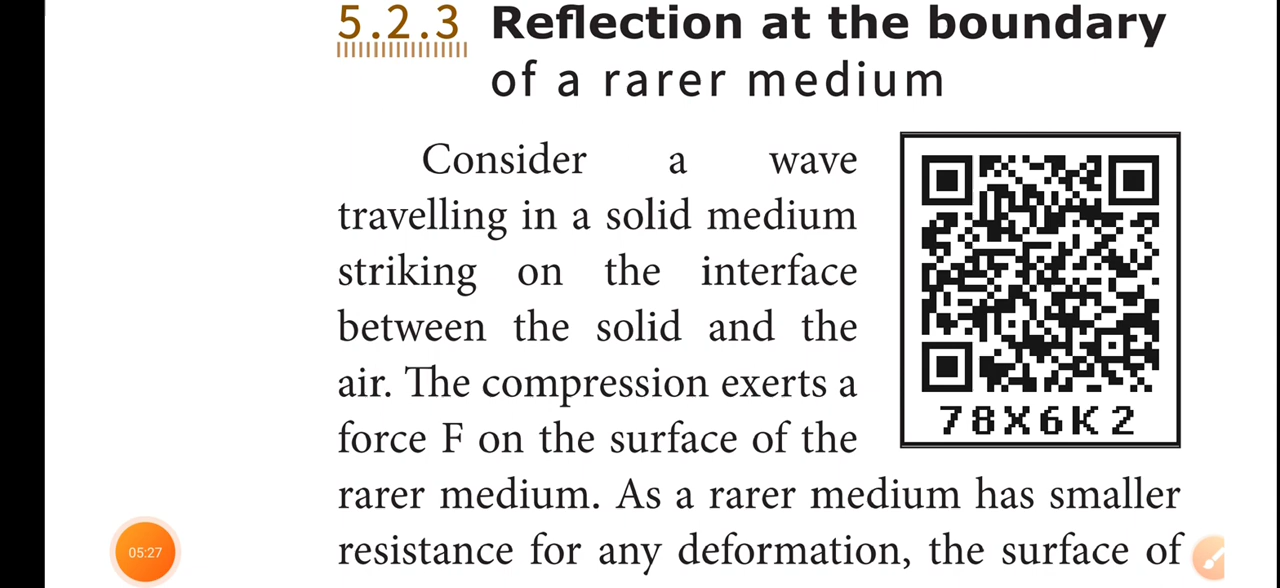 5.2.3 Reflection at the boundary
of a rarer medium
Consider a wave
travelling in a solid medium
striking on the interface
between the solid and the
air. The compression exerts a
force F on the surface of the
78X6K2
rarer medium. As a rarer medium has smaller
resistance for any deformation, the surface of
05:27